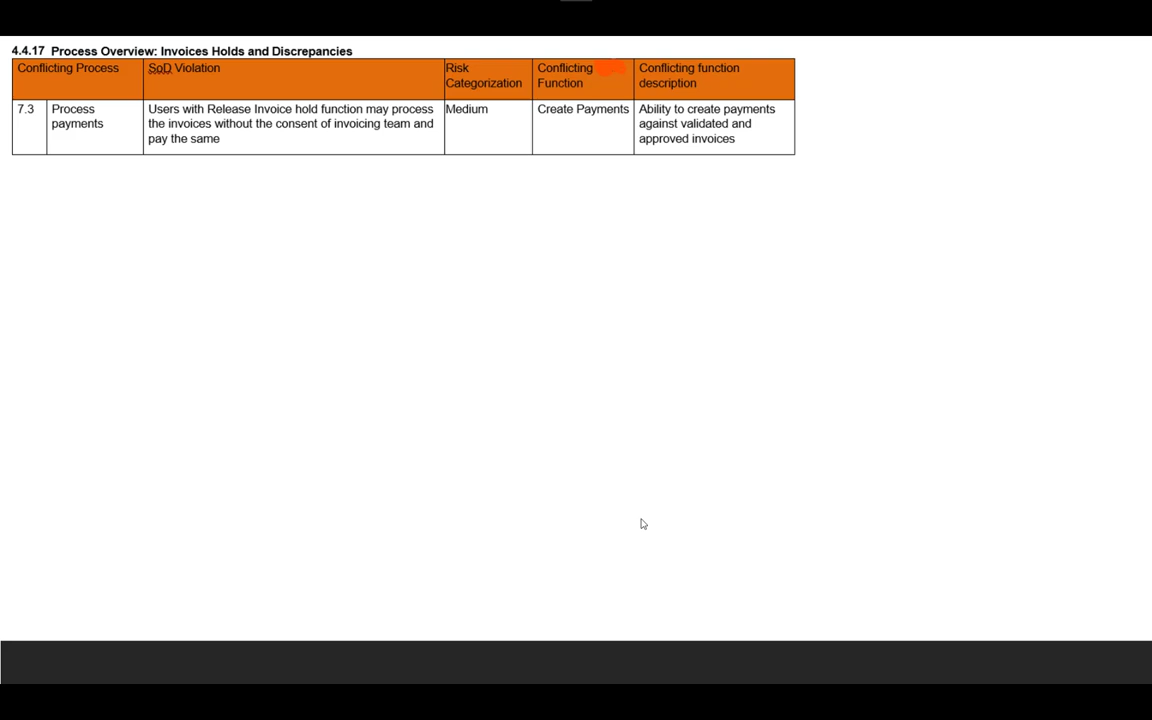 4.4.17 Process Overview: Invoices Holds and Discrepancies
Conflicting Process
SoD Violation
Risk
Categorization
Conflicting
Function
Conflicting function
description
7.3
Process
payments
Users with Release Invoice hold function may process
the invoices without the consent of invoicing team and
pay the same
Medium
Create Payments
Ability to create payments
against validated and
approved invoices